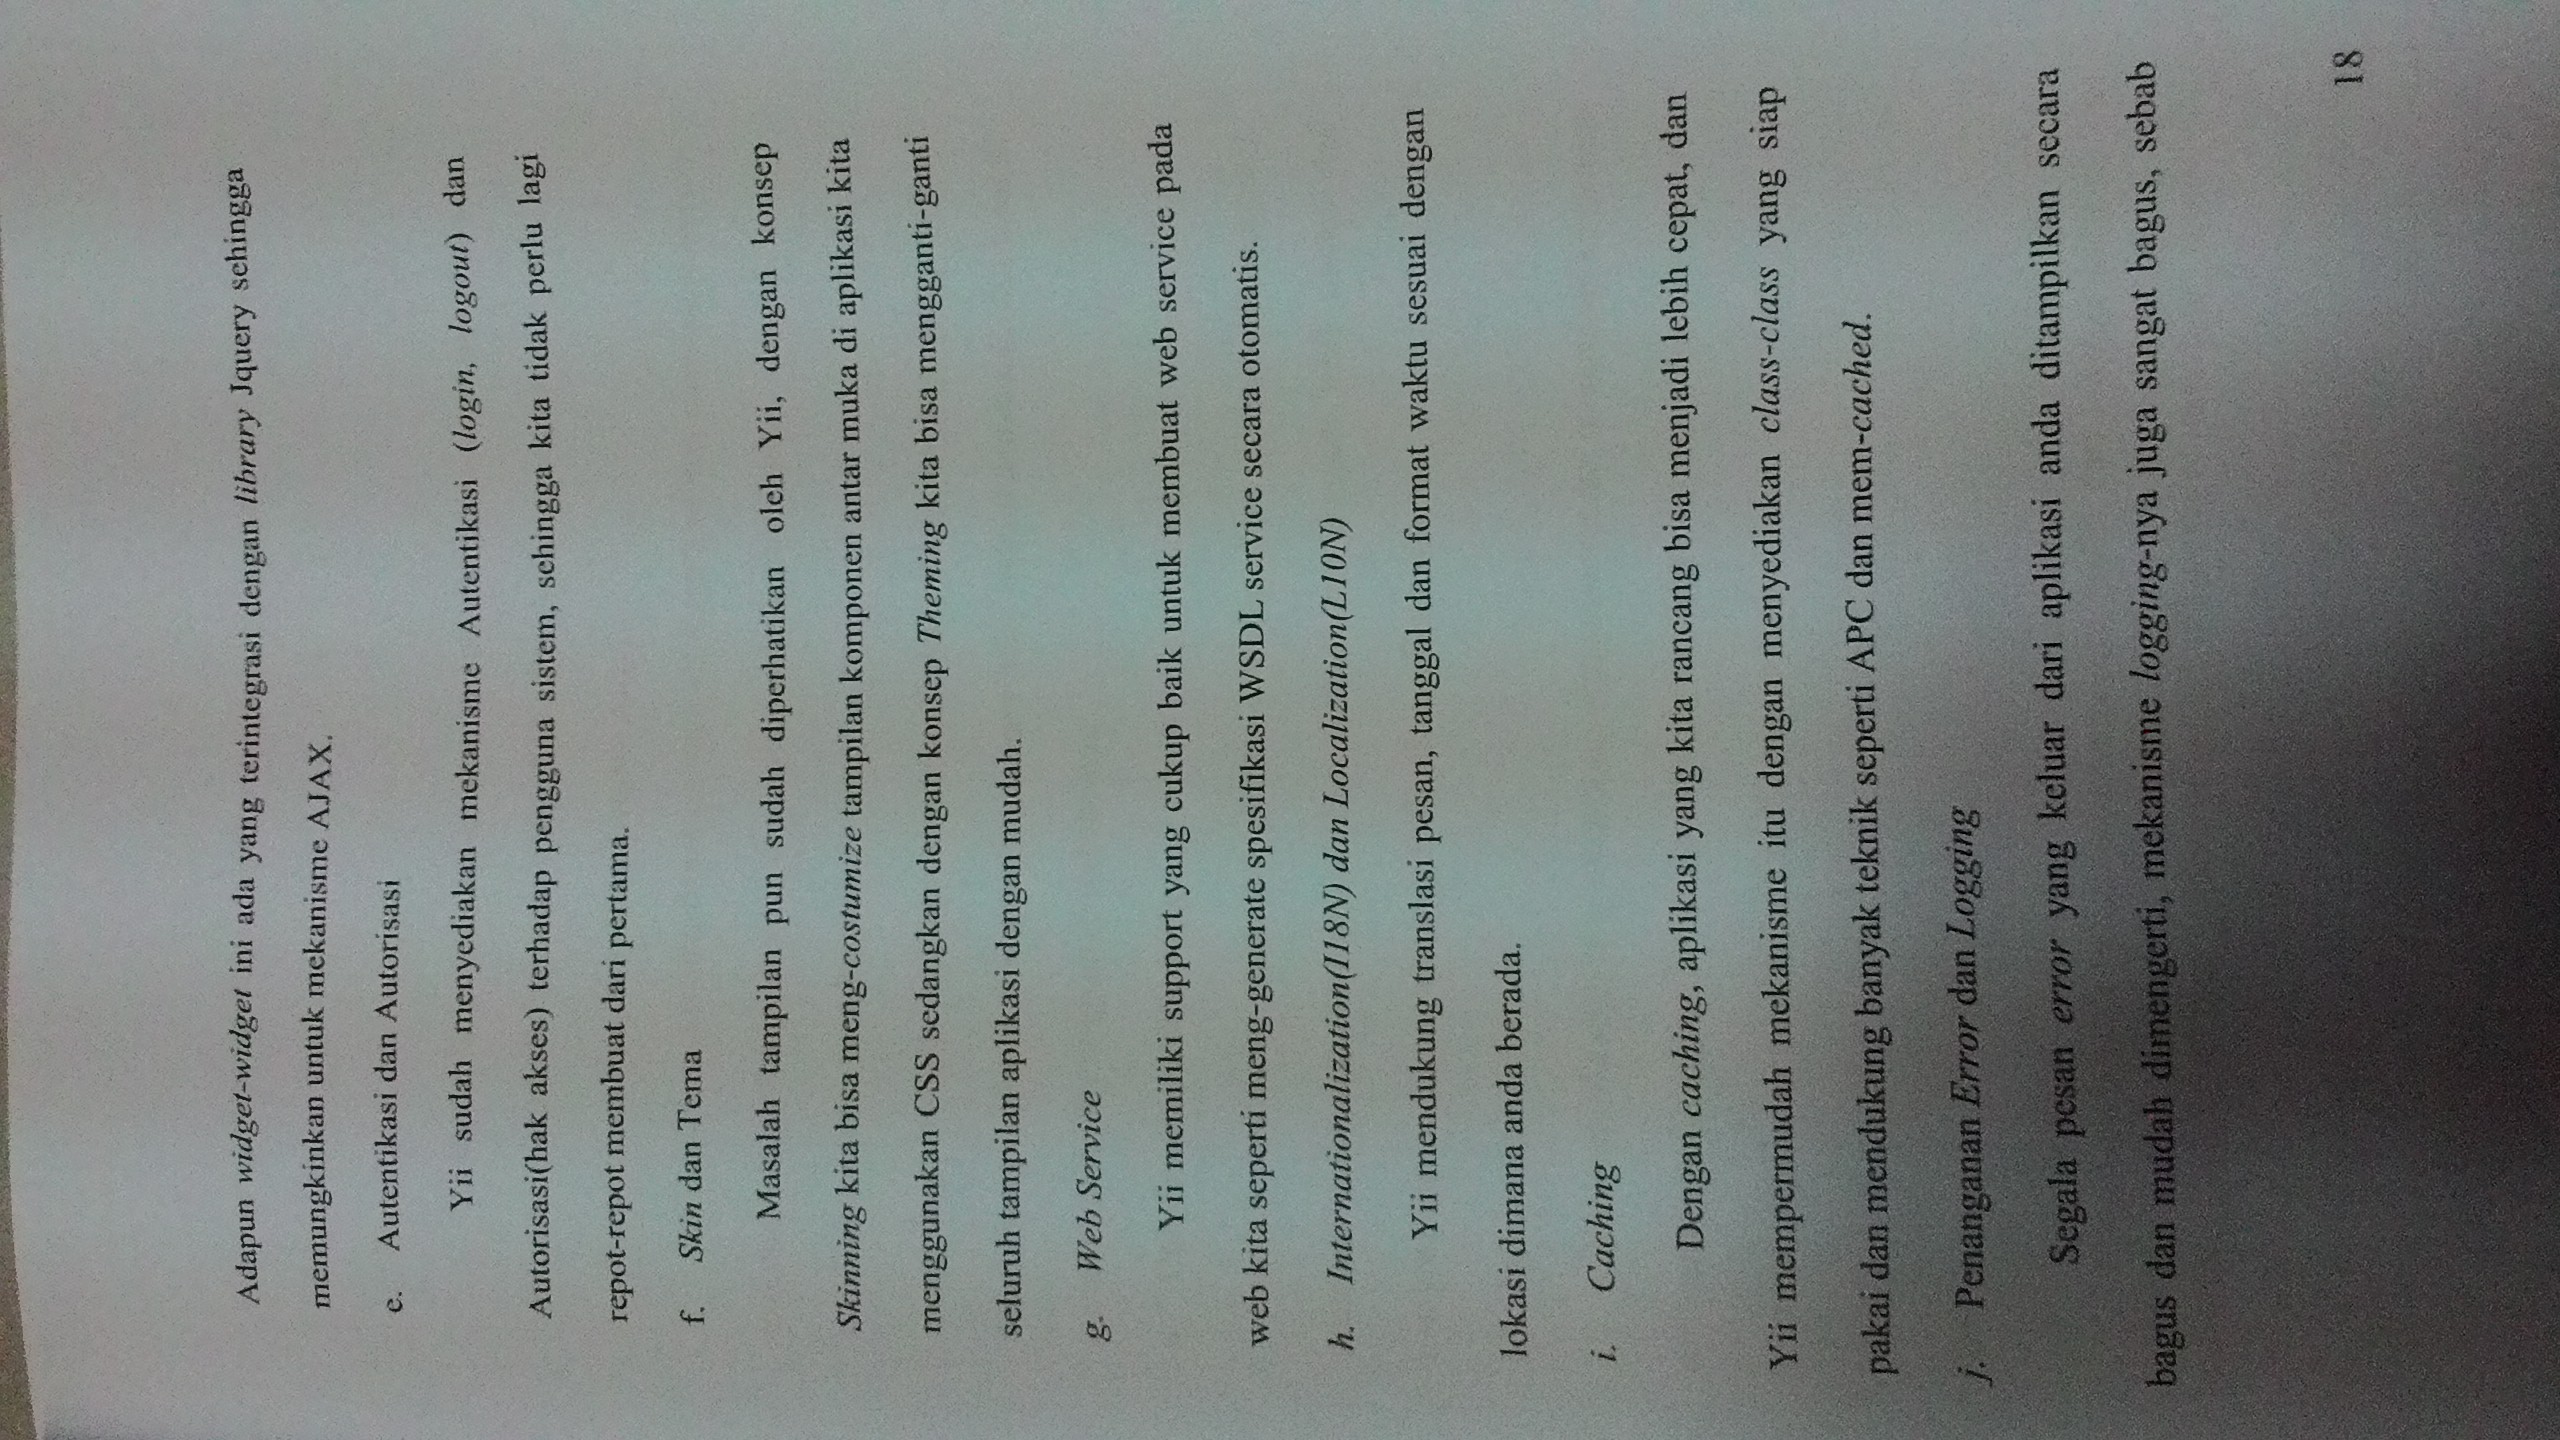 Adapun widget-widget ini ada yang terintegrasi dengan library Jquery sehingga
memungkinkan untuk mekanisme AJAX.
e. Autentikasi dan Autorisasi
Yii sudah menyediakan mekanisme Autentikasi (login, logout) dan
Autorisasi(hak akses) terhadap pengguna sistem, sehingga kita tidak perlu lagi
repot-repot membuat dari pertama.
f. Skin dan Tema
Masalah tampilan pun sudah diperhatikan oleh Yii, dengan konsep
Skinning kita bisa meng-costumize tampilan komponen antar muka di aplikasi kita
menggunakan CSS sedangkan dengan konsep Theming kita bisa mengganti-ganti
seluruh tampilan aplikasi dengan mudah.
g. Web Service
Yii memiliki support yang cukup baik untuk membuat web service pada
web kita seperti meng-generate spesifikasi WSDL service secara otomatis.
h. Internationalization(I18N) dan Localization(L10N)
Yii mendukung translasi pesan, tanggal dan format waktu sesuai dengan
lokasi dimana anda berada.
i. Caching
Dengan caching, aplikasi yang kita rancang bisa menjadi lebih cepat, dan
Yii mempermudah mekanisme itu dengan menyediakan class-class yang siap
pakai dan mendukung banyak teknik seperti APC dan mem-cached.
j. Penanganan Error dan Logging
Segala pesan error yang keluar dari aplikasi anda ditampilkan secara
bagus dan mudah dimengerti, mekanisme logging-nya juga sangat bagus, sebab
18